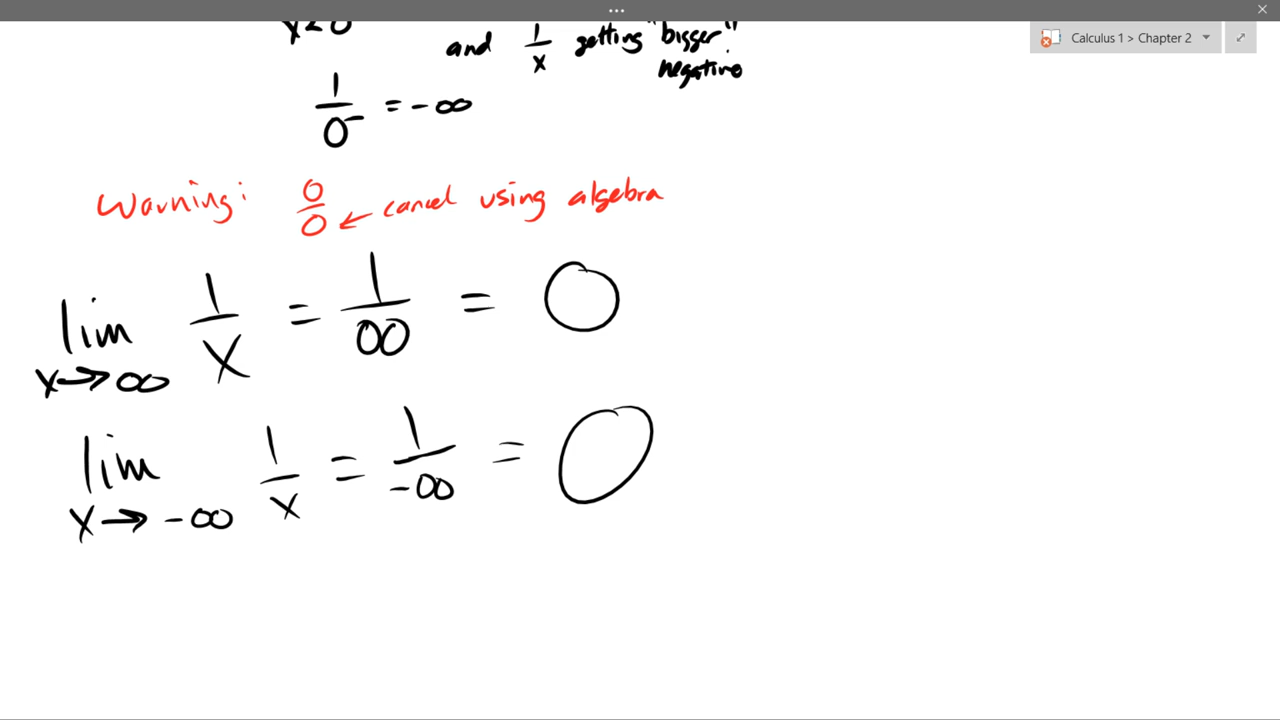 Calculus 1 > Chapter 2
x<0
and 1/x getting "bigger" negative
1/0⁻ = -∞
Warning: 0/0 ← cancel using algebra
lim x→∞ 1/x = 1/∞ = 0
lim x→-∞ 1/x = 1/-∞ = 0